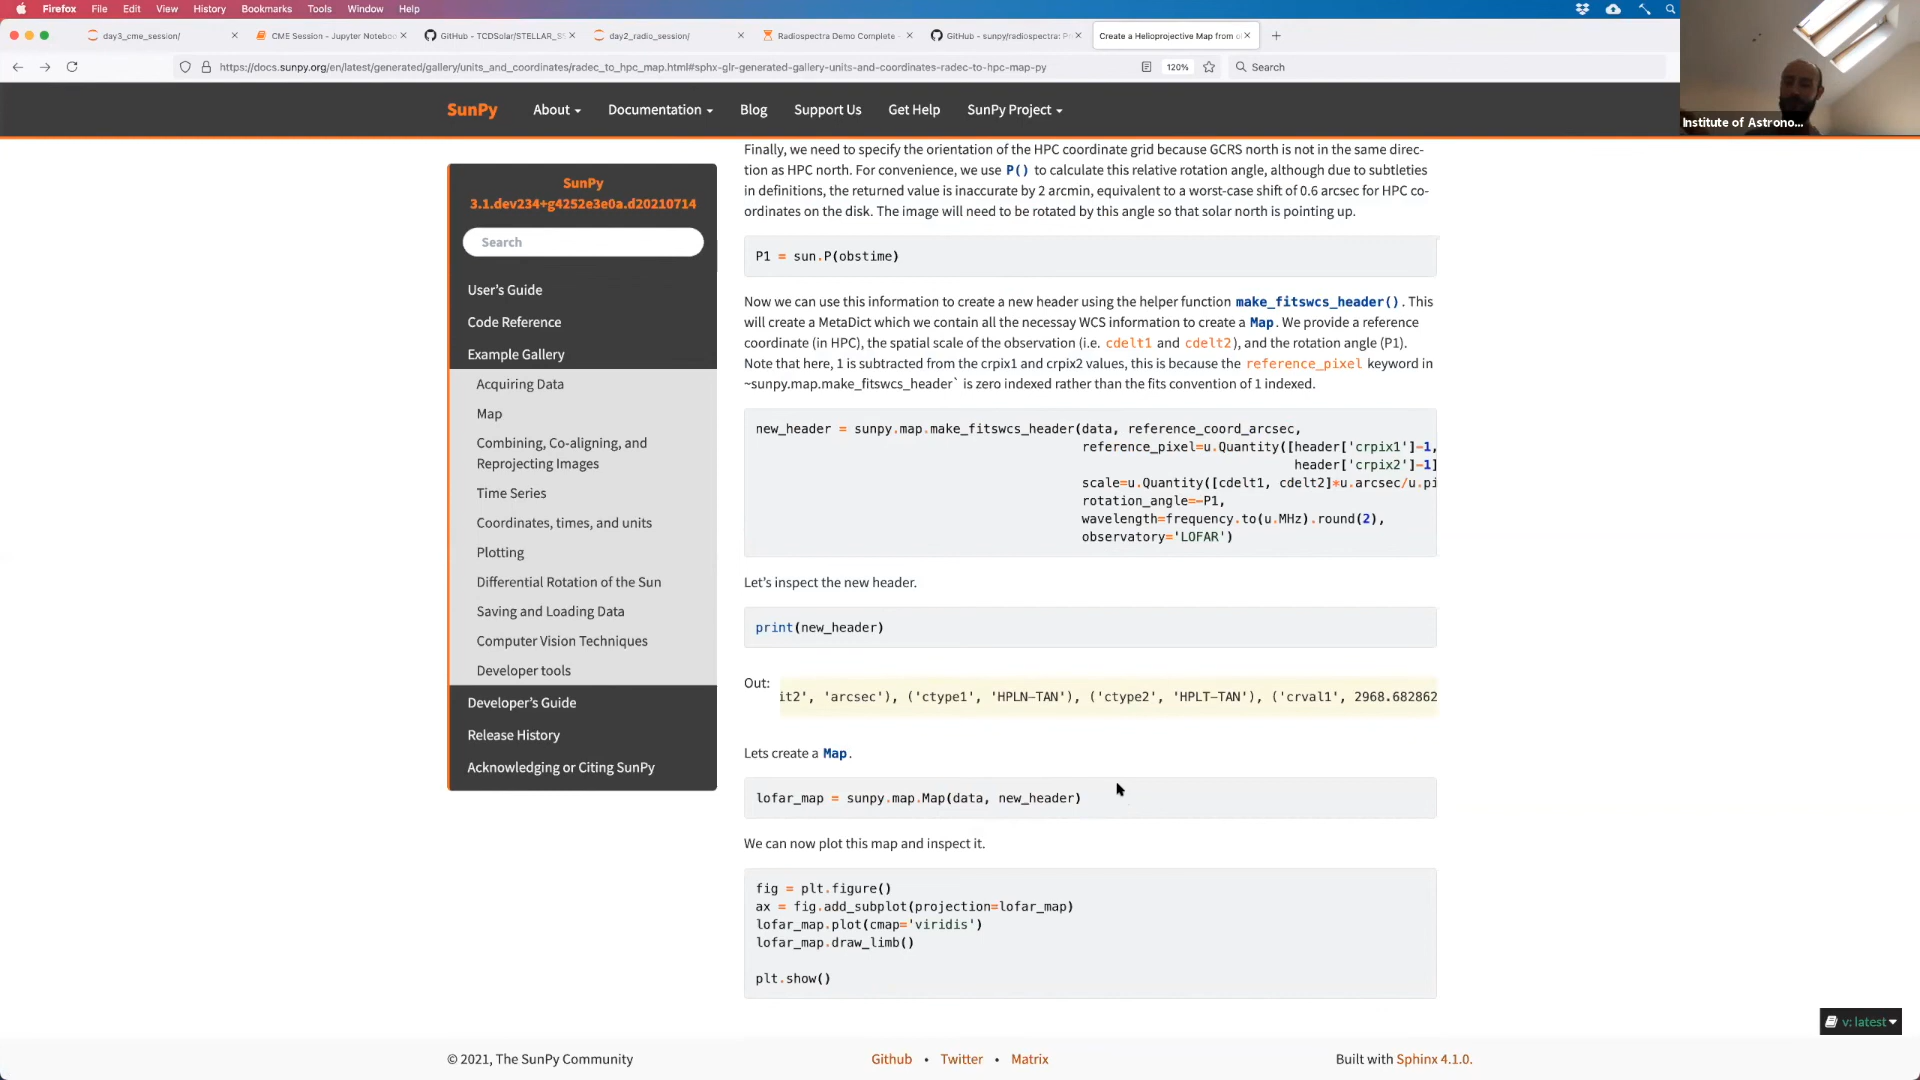 Firefox File Edit View History Bookmarks Tools Window Help
day3_cme_session/
CME Session - Jupyter Noteboo
GitHub - TCDSolar/STELLAR_S
day2_radio_session/
Radiospectra Demo Complete -
GitHub - sunpy/radiospectra: P
Create a Helioprojective Map from o
https://docs.sunpy.org/en/latest/generated/gallery/units_and_coordinates/radec_to_hpc_map.html#sphx-glr-generated-gallery-units-and-coordinates-radec-to-hpc-map-py
120%
Search
Institute of Astrono...
SunPy About Documentation Blog Support Us Get Help SunPy Project
SunPy
3.1.dev234+g4252e3e0a.d20210714
Search
User's Guide
Code Reference
Example Gallery
Acquiring Data
Map
Combining, Co-aligning, and
Reprojecting Images
Time Series
Coordinates, times, and units
Plotting
Differential Rotation of the Sun
Saving and Loading Data
Computer Vision Techniques
Developer tools
Developer's Guide
Release History
Acknowledging or Citing SunPy
Finally, we need to specify the orientation of the HPC coordinate grid because GCRS north is not in the same direc-
tion as HPC north. For convenience, we use P() to calculate this relative rotation angle, although due to subtleties
in definitions, the returned value is inaccurate by 2 arcmin, equivalent to a worst-case shift of 0.6 arcsec for HPC co-
ordinates on the disk. The image will need to be rotated by this angle so that solar north is pointing up.
P1 = sun.P(obstime)
Now we can use this information to create a new header using the helper function make_fitswcs_header(). This
will create a MetaDict which we contain all the necessay WCS information to create a Map. We provide a reference
coordinate (in HPC), the spatial scale of the observation (i.e. cdelt1 and cdelt2), and the rotation angle (P1).
Note that here, 1 is subtracted from the crpix1 and crpix2 values, this is because the reference_pixel keyword in
~sunpy.map.make_fitswcs_header` is zero indexed rather than the fits convention of 1 indexed.
new_header = sunpy.map.make_fitswcs_header(data, reference_coord_arcsec,
reference_pixel=u.Quantity([header['crpix1']-1,
header['crpix2']-1]
scale=u.Quantity([cdelt1, cdelt2]*u.arcsec/u.pi
rotation_angle=-P1,
wavelength=frequency.to(u.MHz).round(2),
observatory='LOFAR')
Let's inspect the new header.
print(new_header)
Out:
it2', 'arcsec'), ('ctype1', 'HPLN-TAN'), ('ctype2', 'HPLT-TAN'), ('crval1', 2968.682862
Lets create a Map.
lofar_map = sunpy.map.Map(data, new_header)
We can now plot this map and inspect it.
fig = plt.figure()
ax = fig.add_subplot(projection=lofar_map)
lofar_map.plot(cmap='viridis')
lofar_map.draw_limb()
plt.show()
v: latest
© 2021, The SunPy Community
Github • Twitter • Matrix
Built with Sphinx 4.1.0.